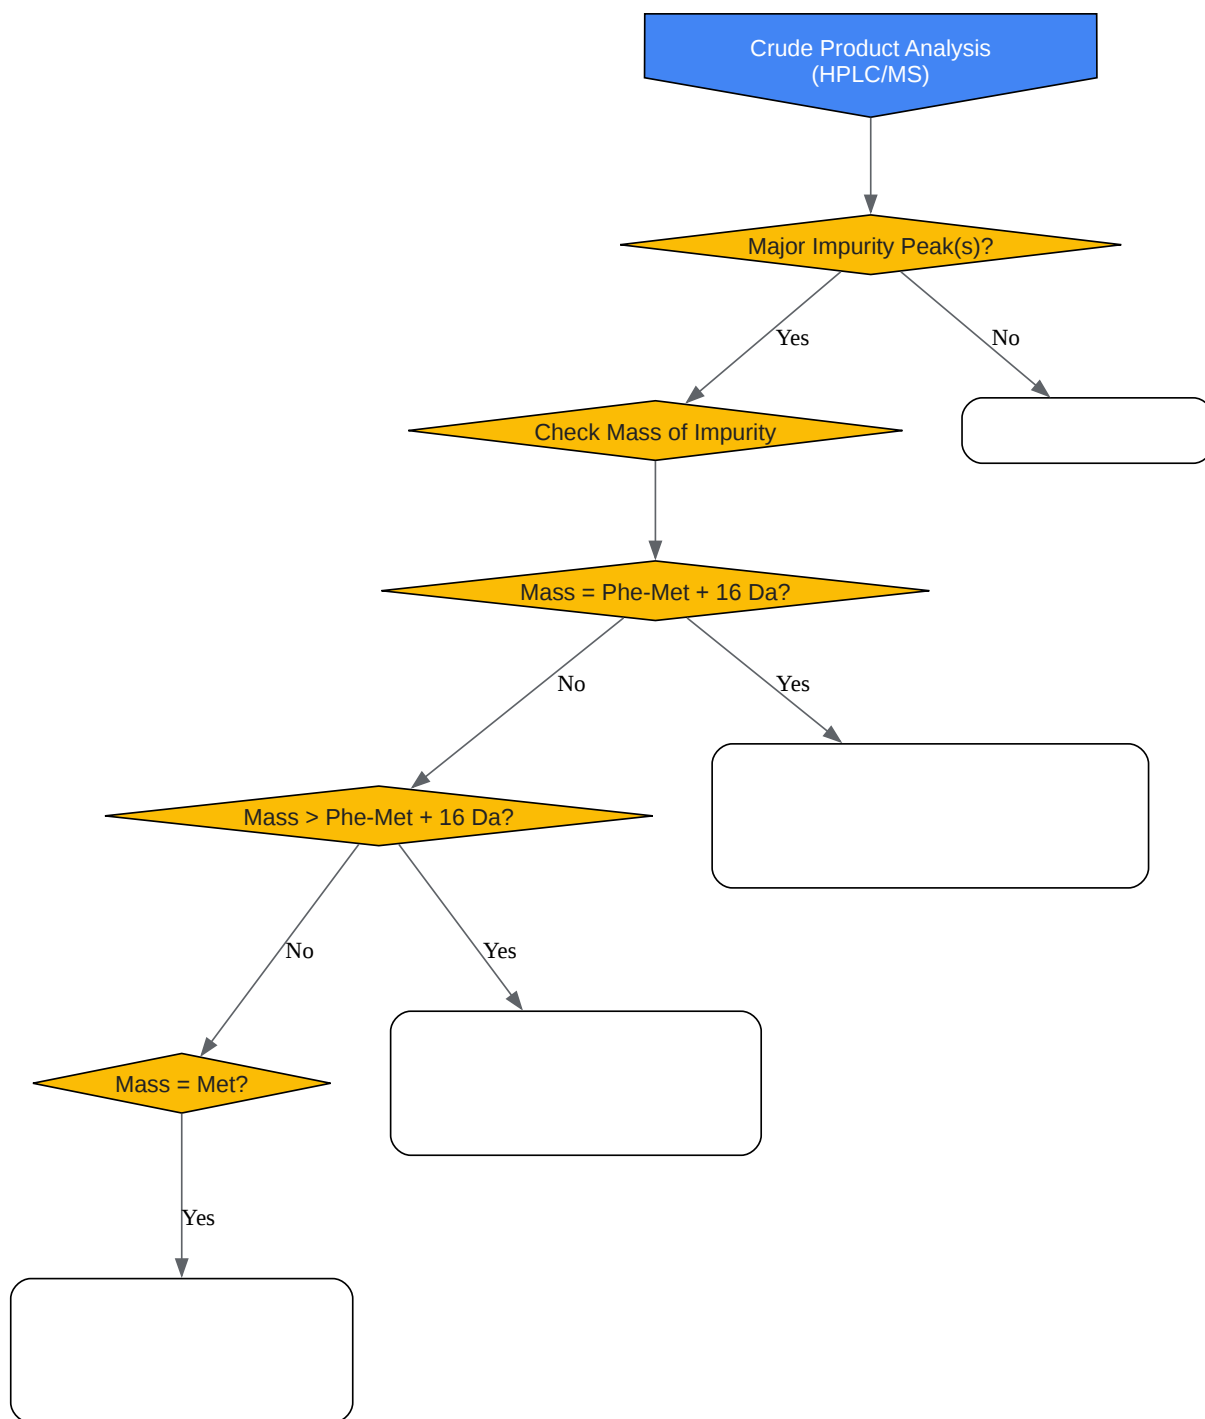 Crude Product Analysis
(HPLC/MS)
Major Impurity Peak(s)?
Yes
No
Check Mass of Impurity
Mass = Phe-Met + 16 Da?
No
Yes
Mass > Phe-Met + 16 Da?
No
Yes
Mass = Met?
Yes